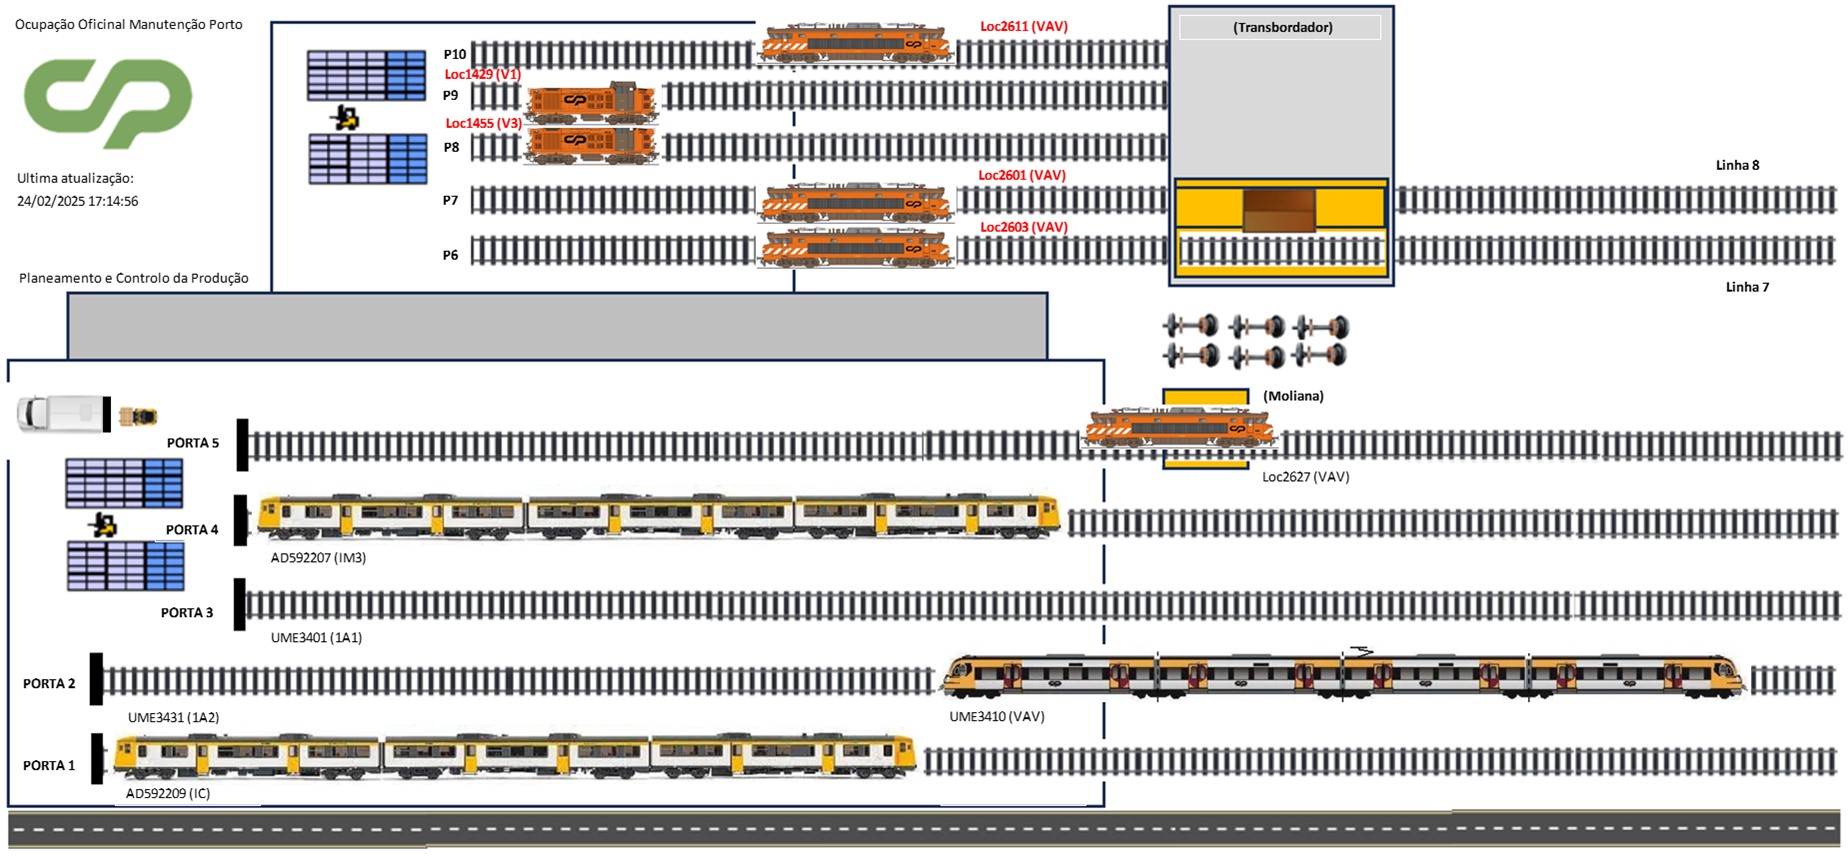 Ocupação Oficinal Manutenção Porto
CP
Ultima atualização:
24/02/2025 17:14:56
Planeamento e Controlo da Produção
Loc2611 (VAV)
P10
Loc1429 (V1)
P9
Loc1455 (V3)
P8
Loc2601 (VAV)
P7
Loc2603 (VAV)
P6
(Transbordador)
Linha 8
Linha 7
(Moliana)
PORTA 5
Loc2627 (VAV)
PORTA 4
AD592207 (IM3)
PORTA 3
UME3401 (1A1)
PORTA 2
UME3431 (1A2)
UME3410 (VAV)
PORTA 1
AD592209 (IC)